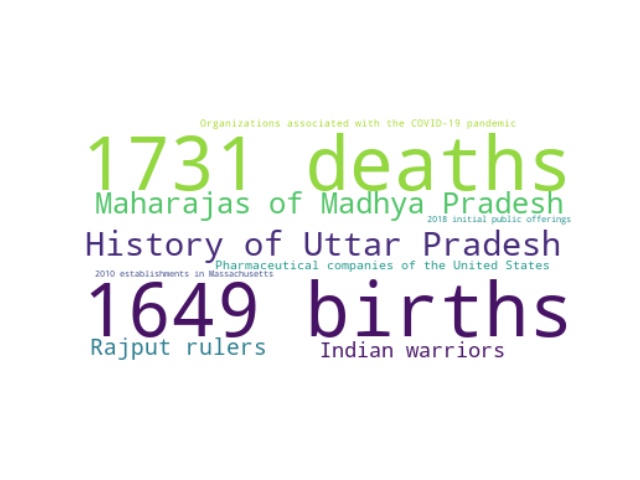 Organizations associated with the COVID-19 pandemic
1731 deaths
Maharajas of Madhya Pradesh
2018 initial public offerings
History of Uttar Pradesh
Pharmaceutical companies of the United States
2010 establishments in Massachusetts
1649 births
Rajput rulers
Indian warriors